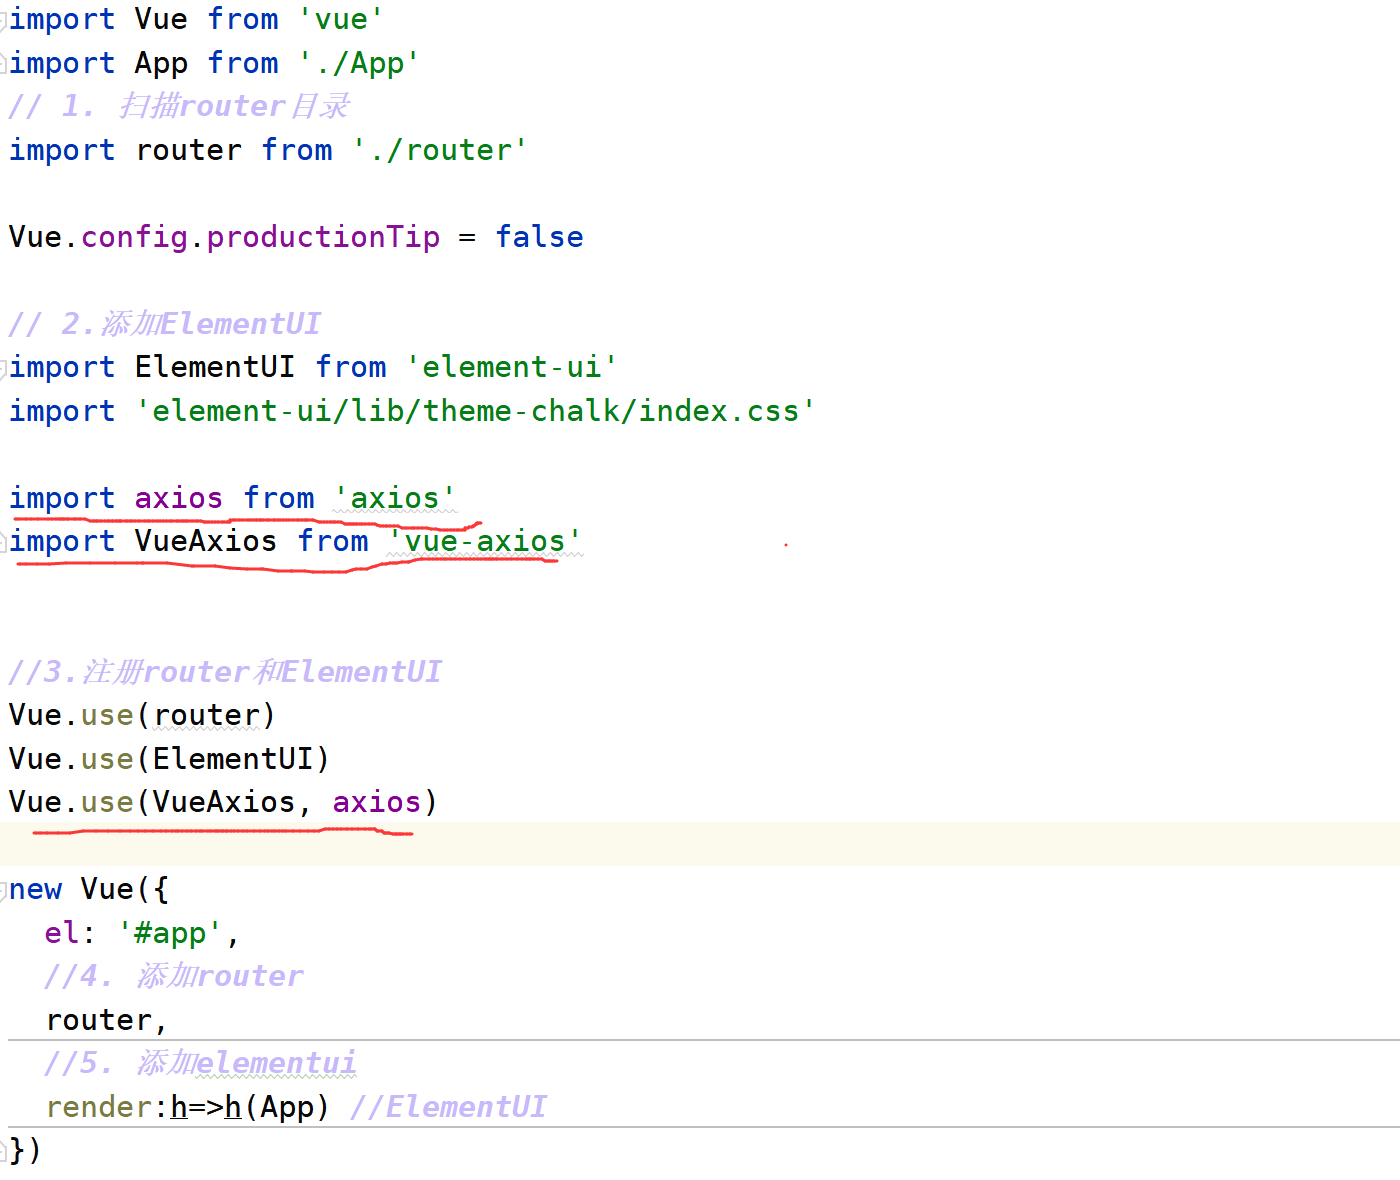 import Vue from 'vue'
import App from './App'
// 1. 扫描router目录
import router from './router'
Vue.config.productionTip = false
// 2.添加ElementUI
import ElementUI from 'element-ui'
import 'element-ui/lib/theme-chalk/index.css'
import axios from 'axios'
import VueAxios from 'vue-axios'
//3.注册router和ElementUI
Vue.use(router)
Vue.use(ElementUI)
Vue.use(VueAxios, axios)
new Vue({
  el: '#app',
  //4. 添加router
  router,
  //5. 添加elementui
  render:h=>h(App) //ElementUI
})